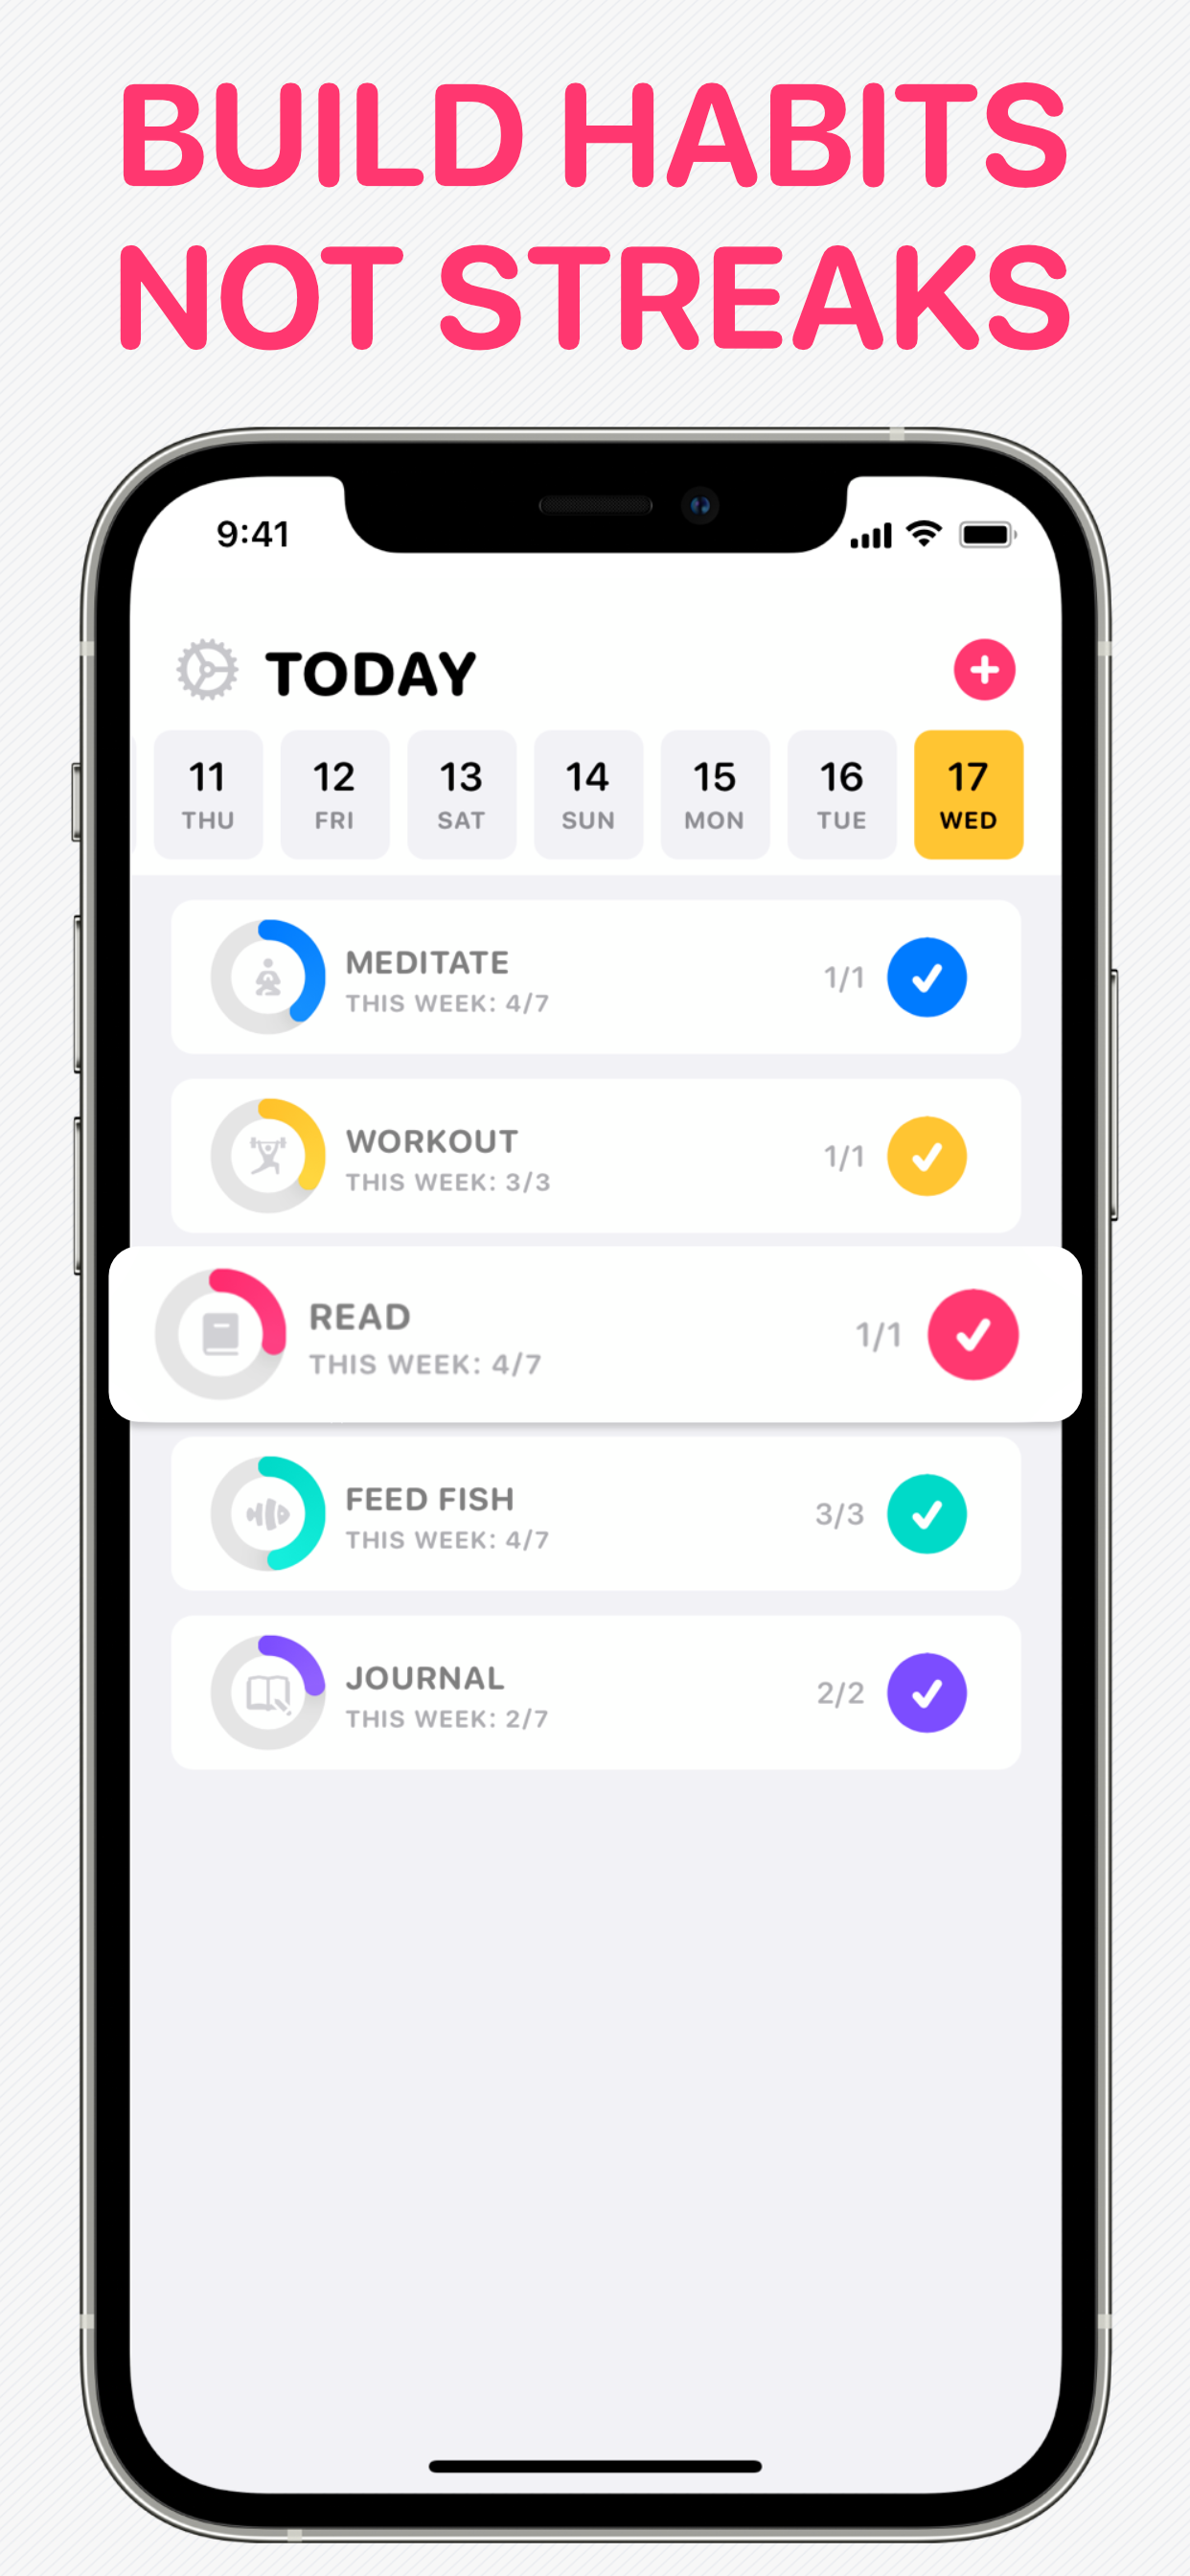 BUILD HABITS
NOT STREAKS
9:41
TODAY
11 12 13 14 15 16 17
THU FRI SAT SUN MON TUE WED
MEDITATE
THIS WEEK: 4/7
1/1
WORKOUT
THIS WEEK: 3/3
1/1
READ
THIS WEEK: 4/7
1/1
FEED FISH
THIS WEEK: 4/7
3/3
JOURNAL
THIS WEEK: 2/7
2/2